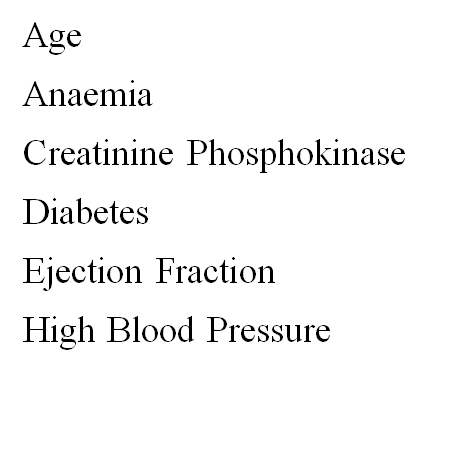 Age
Anaemia
Creatinine Phosphokinase
Diabetes
Ejection Fraction
High Blood Pressure